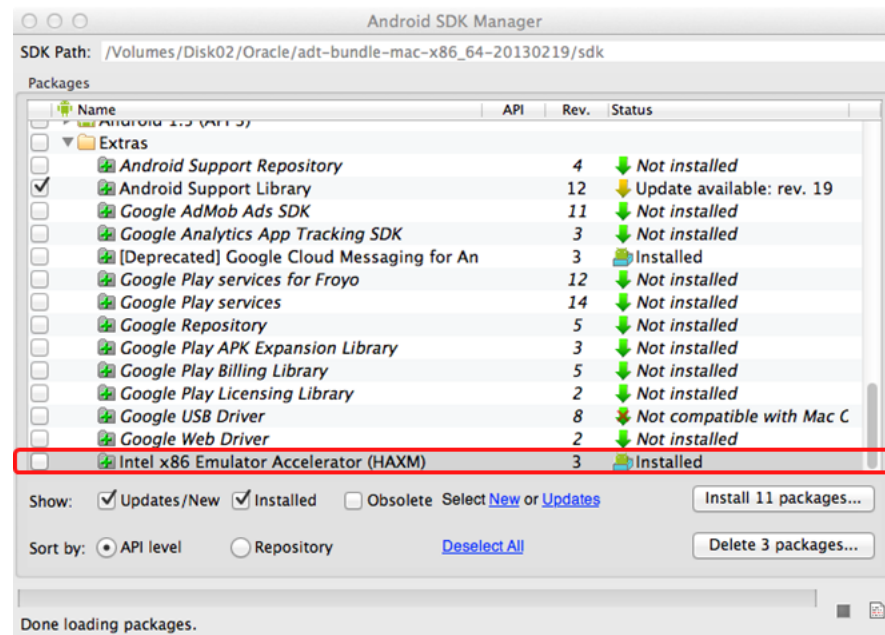 Android SDK Manager
SDK Path: /Volumes/Disk02/Oracle/adt-bundle-mac-x86_64-20130219/sdk
Packages
Name API Rev. Status
Android 1.5 (API 3)
Extras
Android Support Repository 4 Not installed
Android Support Library 12 Update available: rev. 19
Google AdMob Ads SDK 11 Not installed
Google Analytics App Tracking SDK 3 Not installed
[Deprecated] Google Cloud Messaging for An 3 Installed
Google Play services for Froyo 12 Not installed
Google Play services 14 Not installed
Google Repository 5 Not installed
Google Play APK Expansion Library 3 Not installed
Google Play Billing Library 5 Not installed
Google Play Licensing Library 2 Not installed
Google USB Driver 8 Not compatible with Mac O
Google Web Driver 2 Not installed
Intel x86 Emulator Accelerator (HAXM) 3 Installed
Show: Updates/New Installed Obsolete Select New or Updates Install 11 packages...
Sort by: API level Repository Deselect All Delete 3 packages...
Done loading packages.